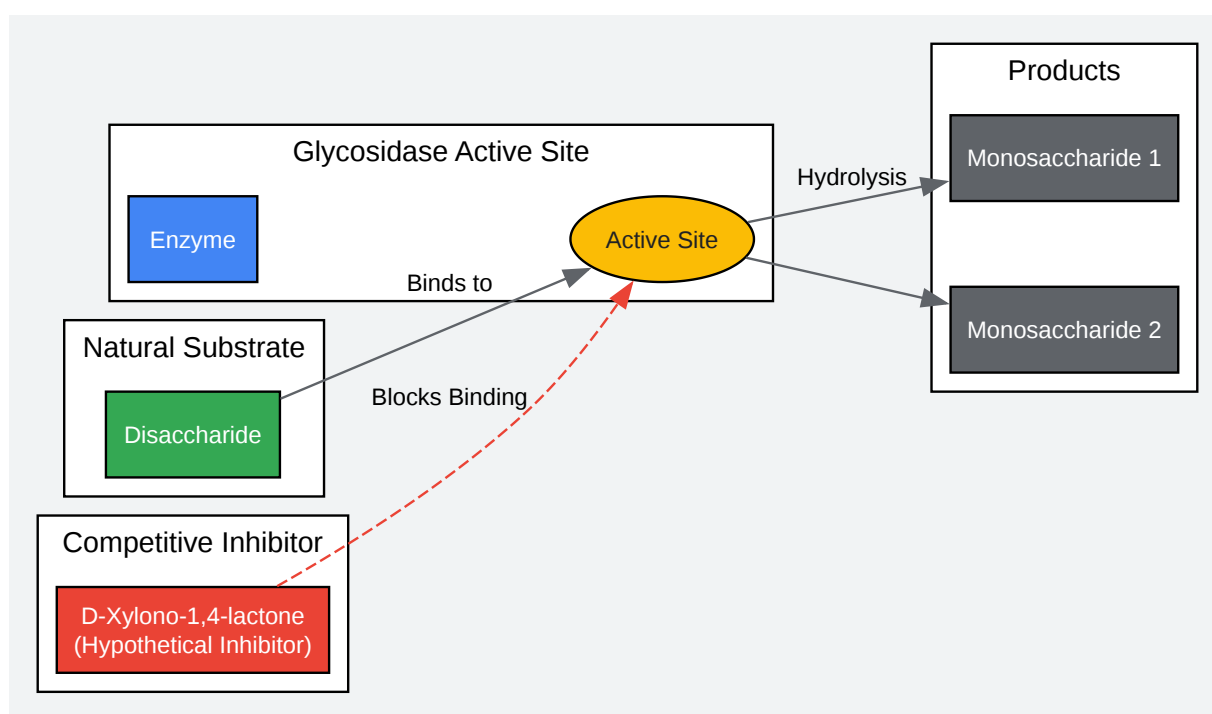 Products
Monosaccharide 1
Monosaccharide 2
Glycosidase Active Site
Hydrolysis
Enzyme
Active Site
Binds to
Natural Substrate
Disaccharide
Blocks Binding
Competitive Inhibitor
D-Xylono-1,4-lactone
(Hypothetical Inhibitor)